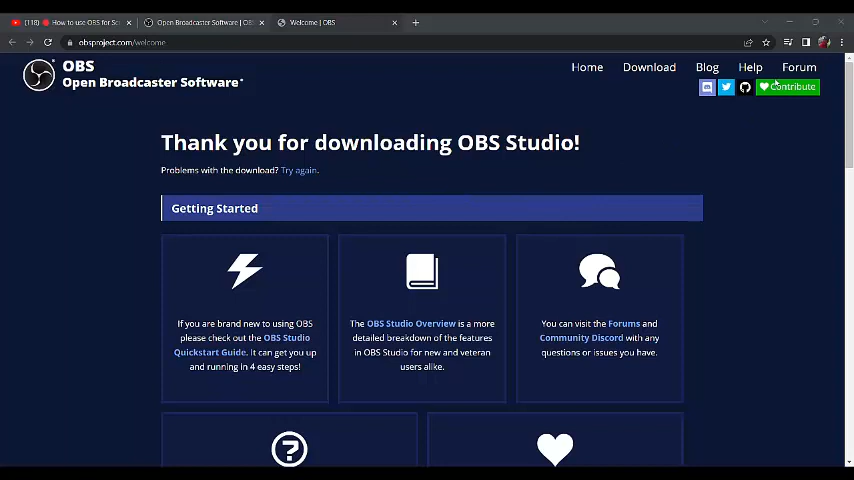 (118) 🔴 How to use OBS for Sc
Open Broadcaster Software | OBS
Welcome | OBS
obsproject.com/welcome
OBS
Open Broadcaster Software
Home
Download
Blog
Help
Forum
Contribute
Thank you for downloading OBS Studio!
Problems with the download? Try again.
Getting Started
If you are brand new to using OBS
please check out the OBS Studio
Quickstart Guide. It can get you up
and running in 4 easy steps!
The OBS Studio Overview is a more
detailed breakdown of the features
in OBS Studio for new and veteran
users alike.
You can visit the Forums and
Community Discord with any
questions or issues you have.